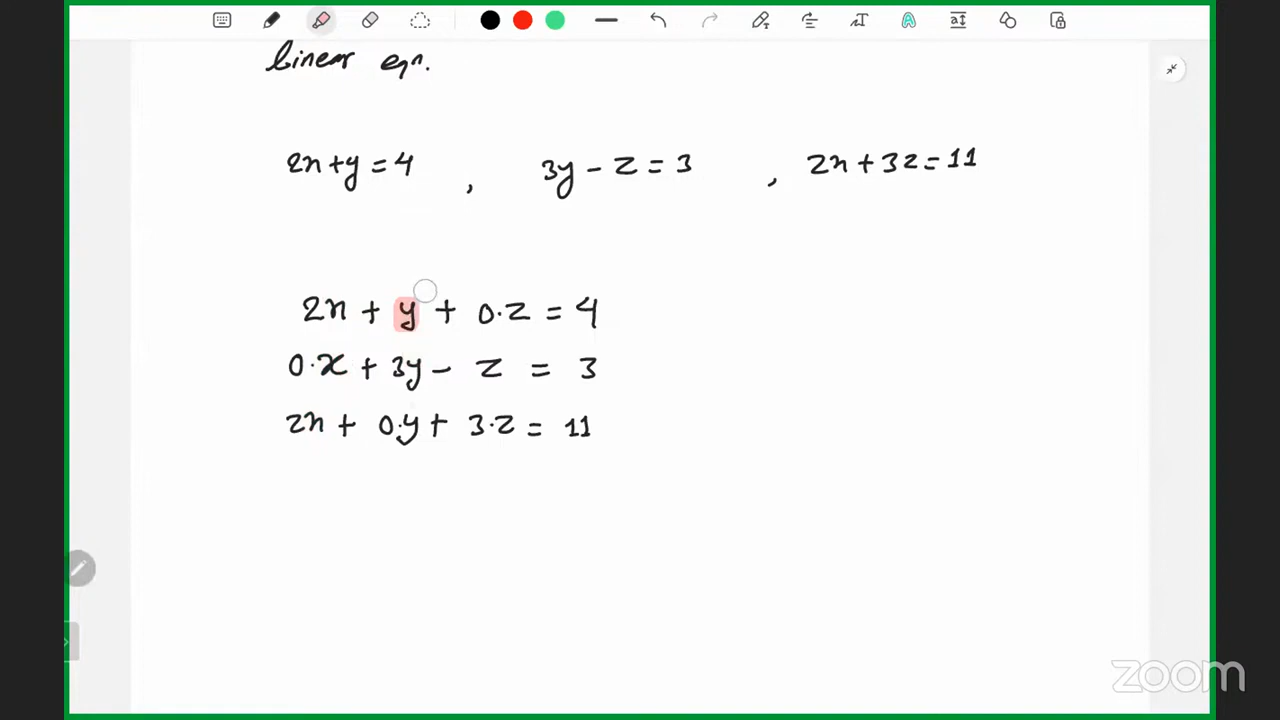 linear eqn.
2x+y=4 , 3y-z=3 , 2x+3z=11
2x + y + 0.z = 4
0.x + 3y - z = 3
2x + 0.y + 3.z = 11
zoom